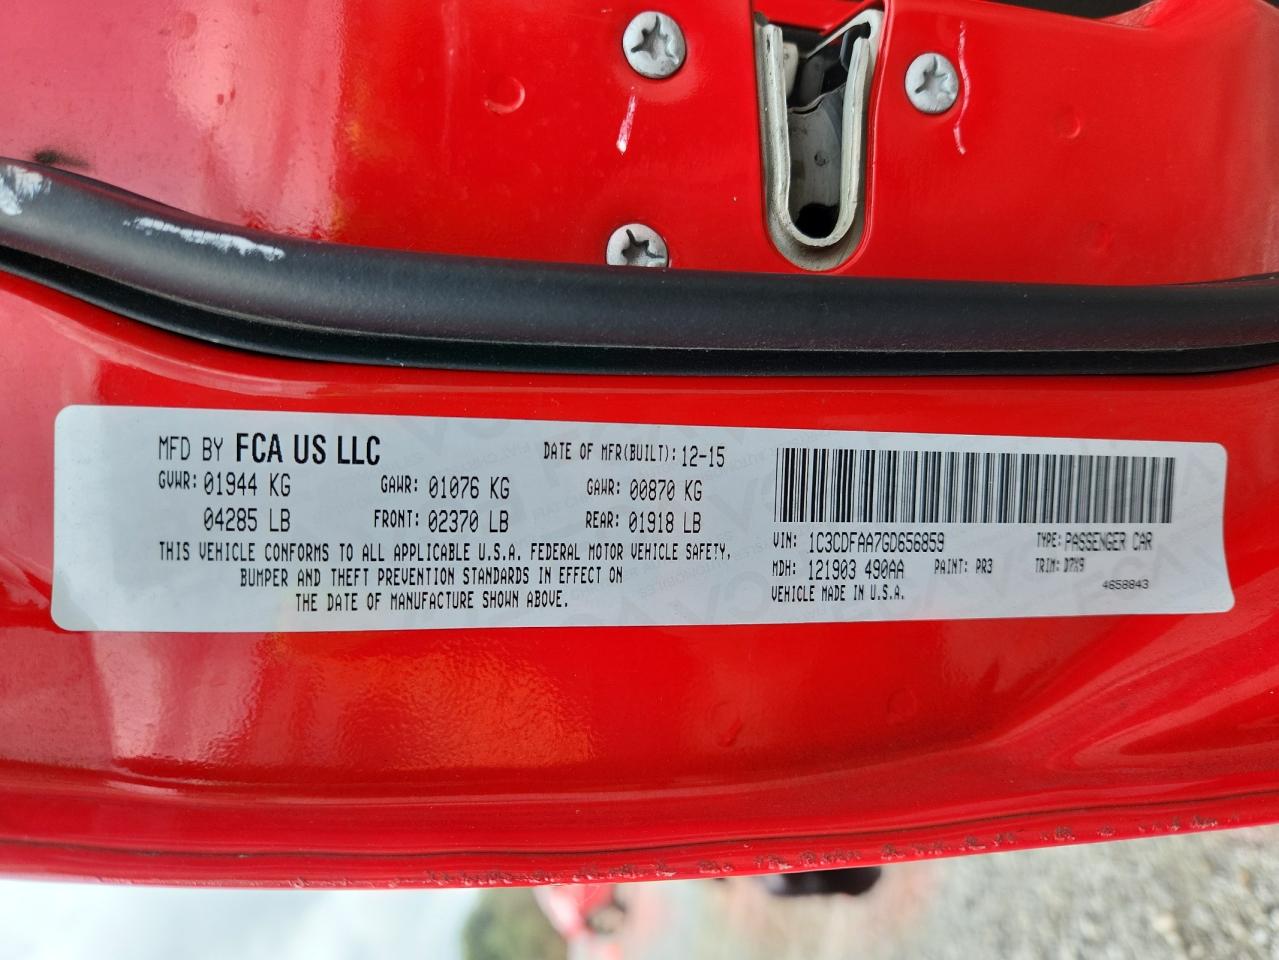 MFD BY FCA US LLC DATE OF MFR(BUILT): 12-15
GVWR: 01944 KG GAWR: 01076 KG GAWR: 00870 KG
04285 LB FRONT: 02370 LB REAR: 01918 LB
THIS VEHICLE CONFORMS TO ALL APPLICABLE U.S.A. FEDERAL MOTOR VEHICLE SAFETY,
BUMPER AND THEFT PREVENTION STANDARDS IN EFFECT ON
THE DATE OF MANUFACTURE SHOWN ABOVE.
VIN: 1C3CDFAA7GD656859 TYPE: PASSENGER CAR
MDH: 121903 490AA PAINT: PR3 TRIM: D7X9
VEHICLE MADE IN U.S.A. 4658843